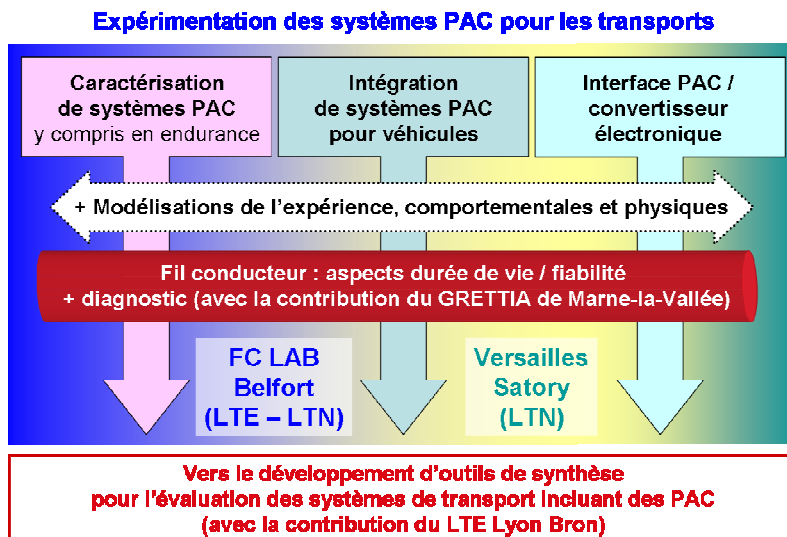 Expérimentation des systèmes PAC pour les transports
Caractérisation
de systèmes PAC
y compris en endurance
Intégration
de systèmes PAC
pour véhicules
Interface PAC /
convertisseur
électronique
+ Modélisations de l'expérience, comportementales et physiques
Fil conducteur : aspects durée de vie / fiabilité
+ diagnostic (avec la contribution du GRETTIA de Marne-la-Vallée)
FC LAB
Belfort
(LTE – LTN)
Versailles
Satory
(LTN)
Vers le développement d'outils de synthèse
pour l'évaluation des systèmes de transport incluant des PAC
(avec la contribution du LTE Lyon Bron)